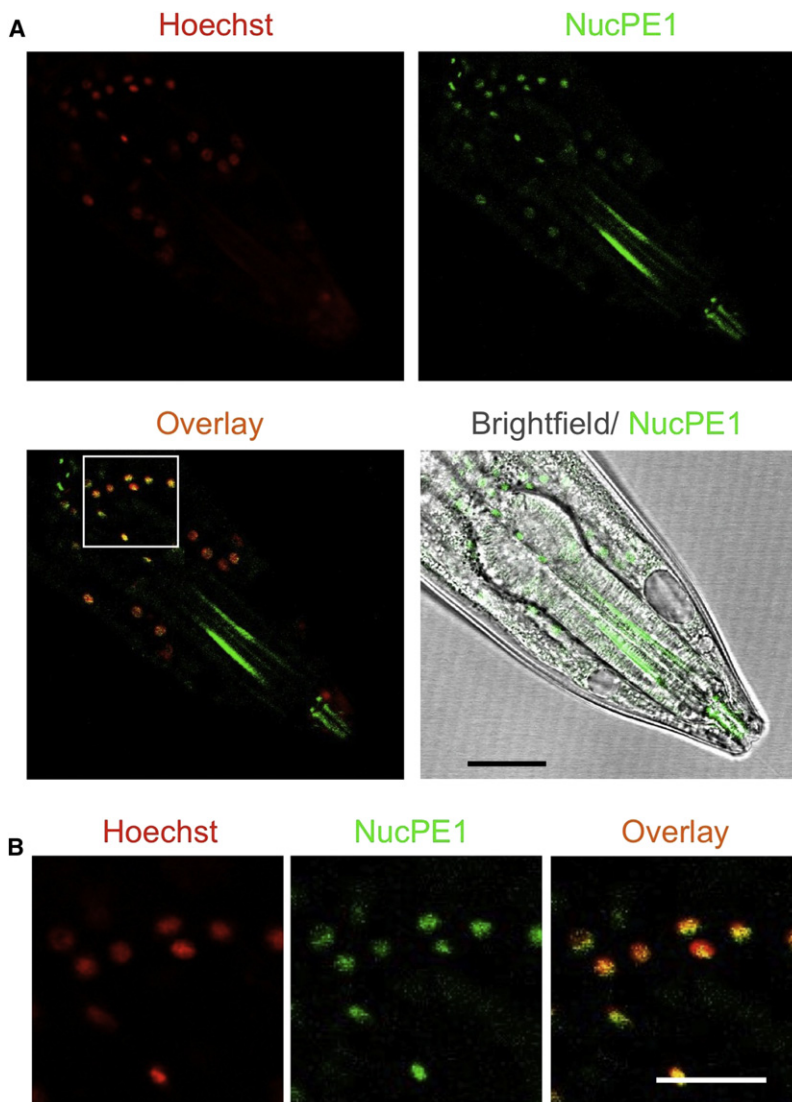 A
Hoechst
NucPE1
Overlay
Brightfield/ NucPE1
B
Hoechst
NucPE1
Overlay